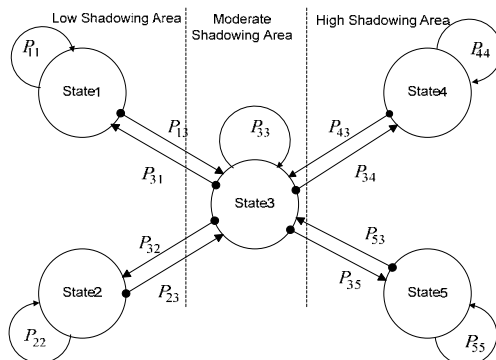 Low Shadowing Area
Moderate
Shadowing Area
High Shadowing Area
P11
P44
State1
State4
P13
P33
P43
P31
P34
State3
P32
P53
P23
P35
State2
State5
P22
P55